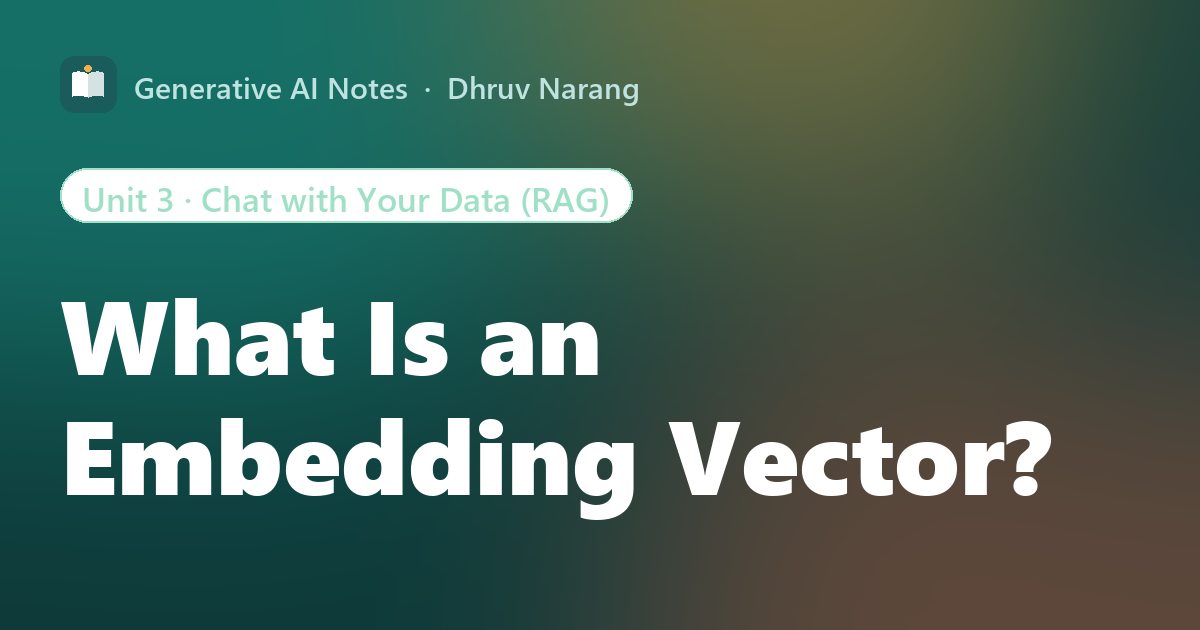 Generative AI Notes · Dhruv Narang
Unit 3 · Chat with Your Data (RAG)
What Is an
Embedding Vector?